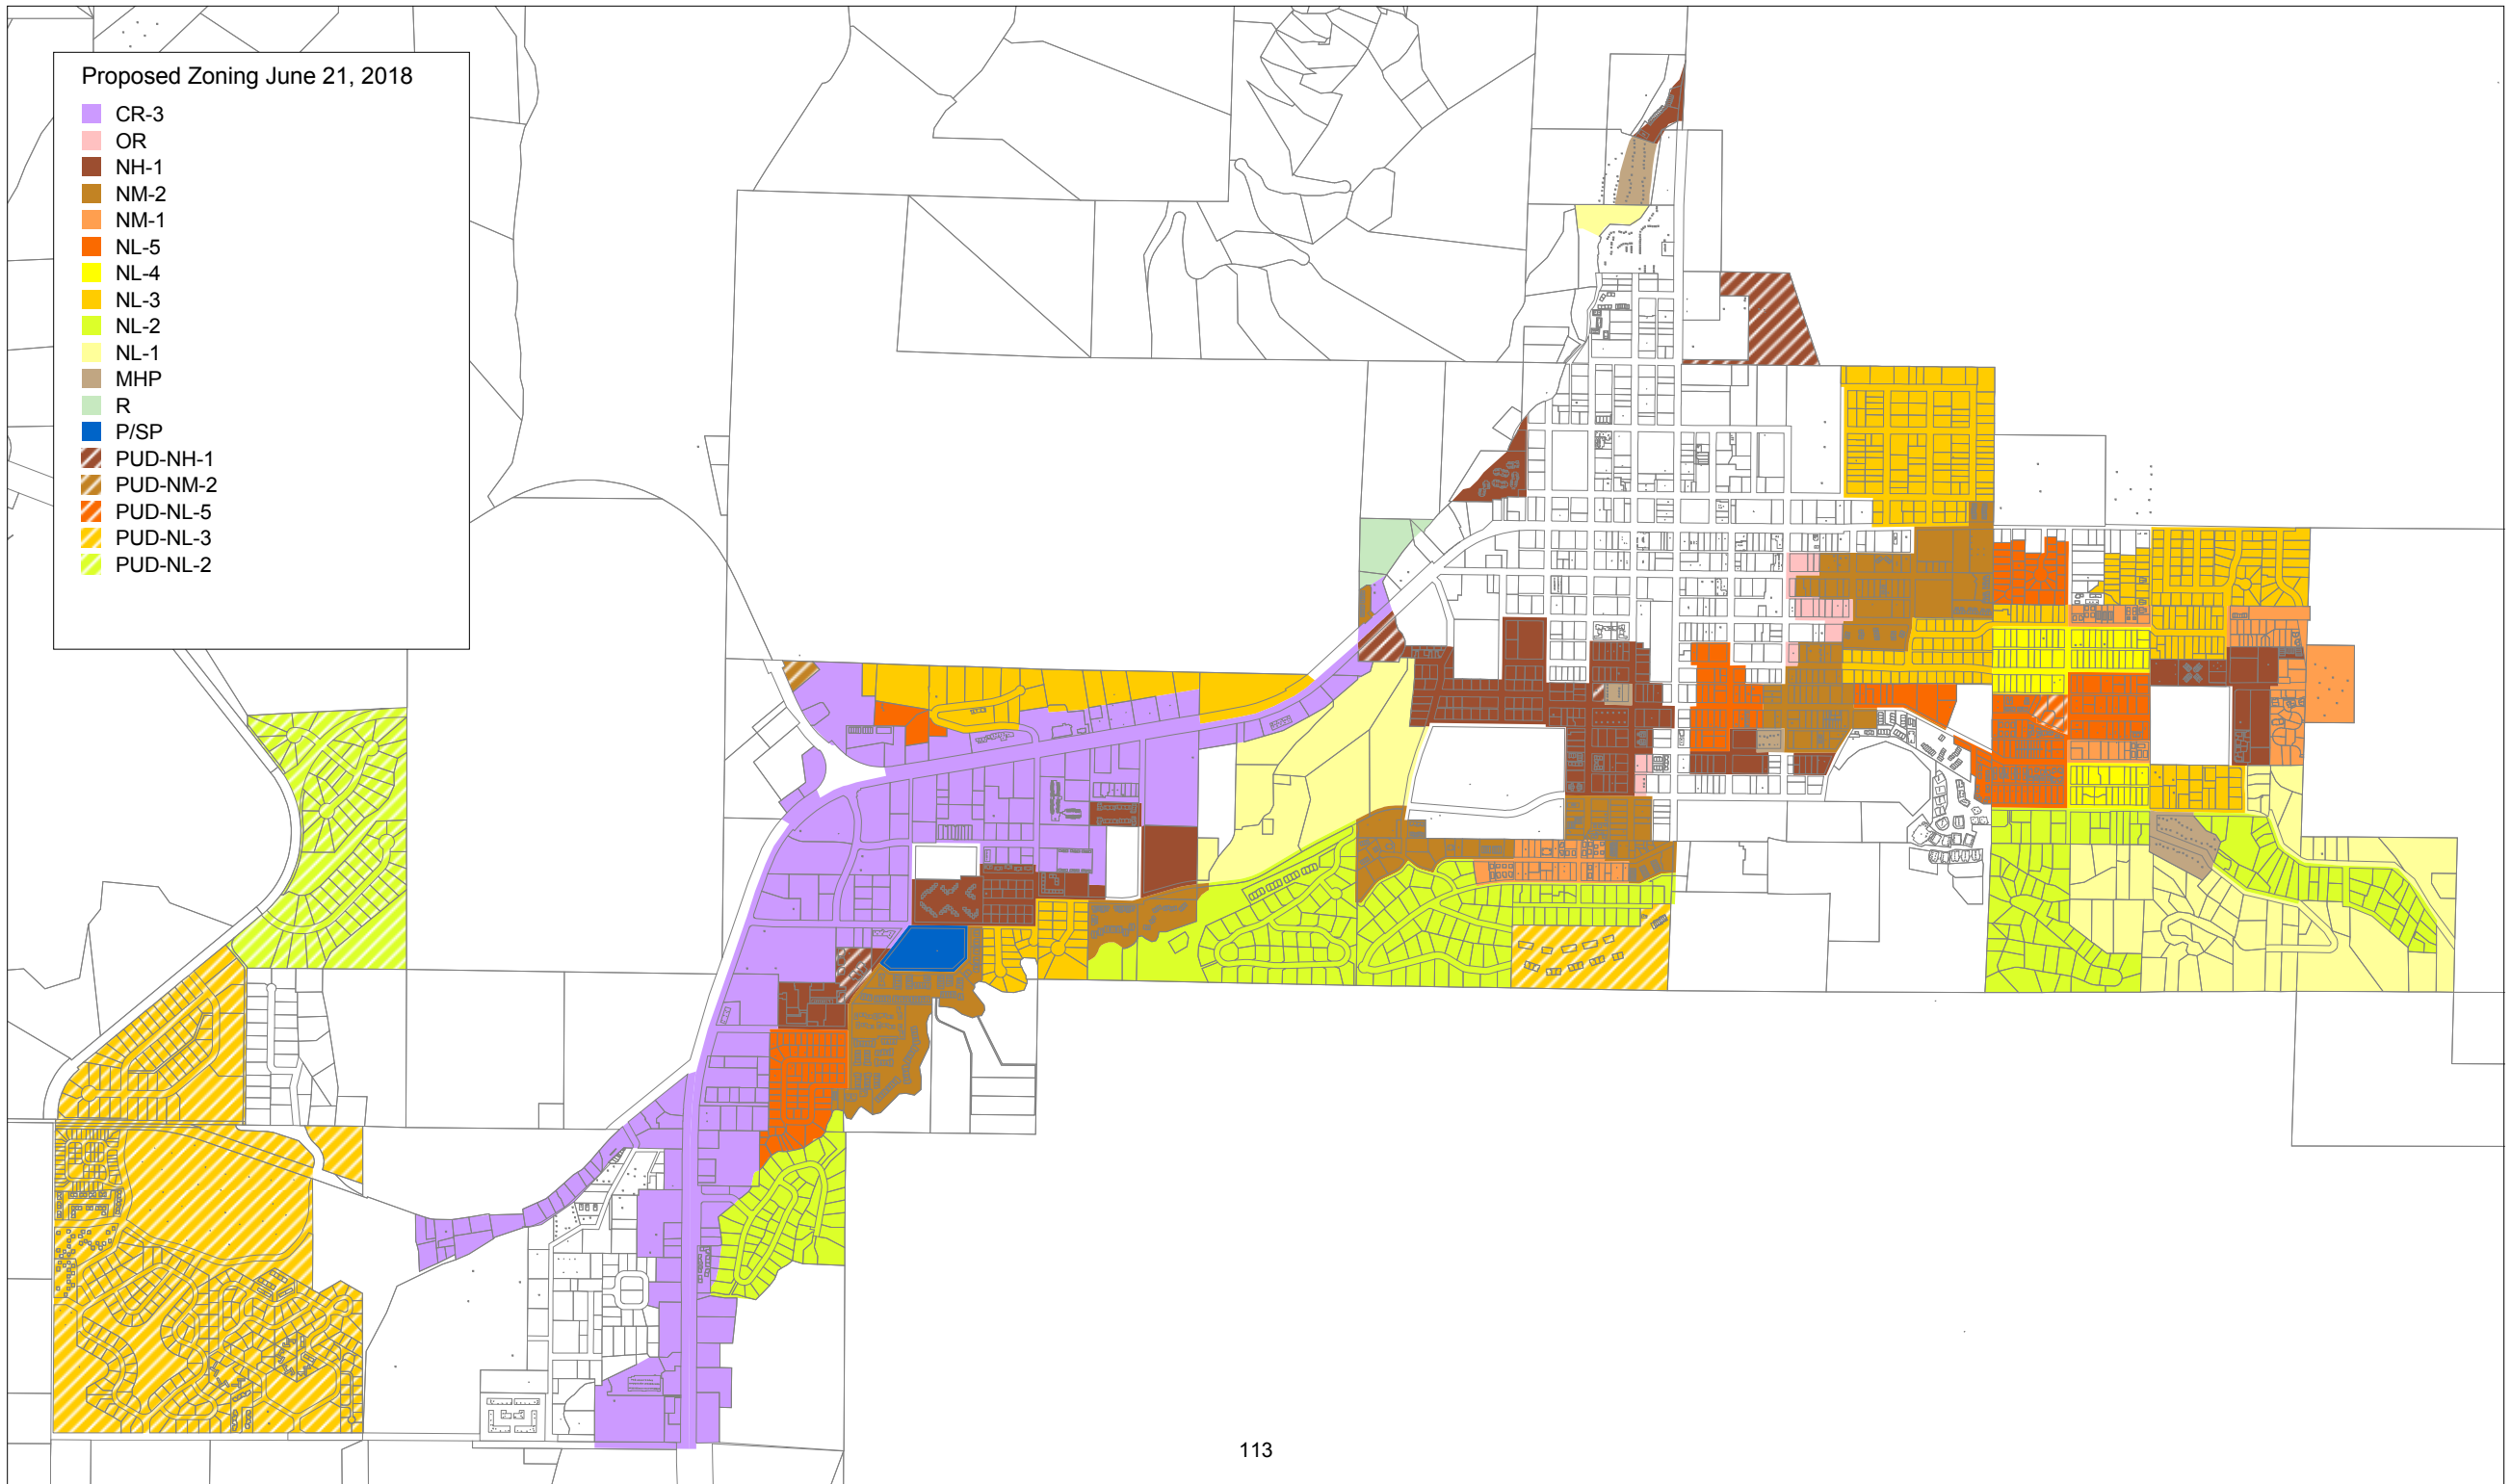 Proposed Zoning June 21, 2018
CR-3
OR
NH-1
NM-2
NM-1
NL-5
NL-4
NL-3
NL-2
NL-1
MHP
R
P/SP
PUD-NH-1
PUD-NM-2
PUD-NL-5
PUD-NL-3
PUD-NL-2
113